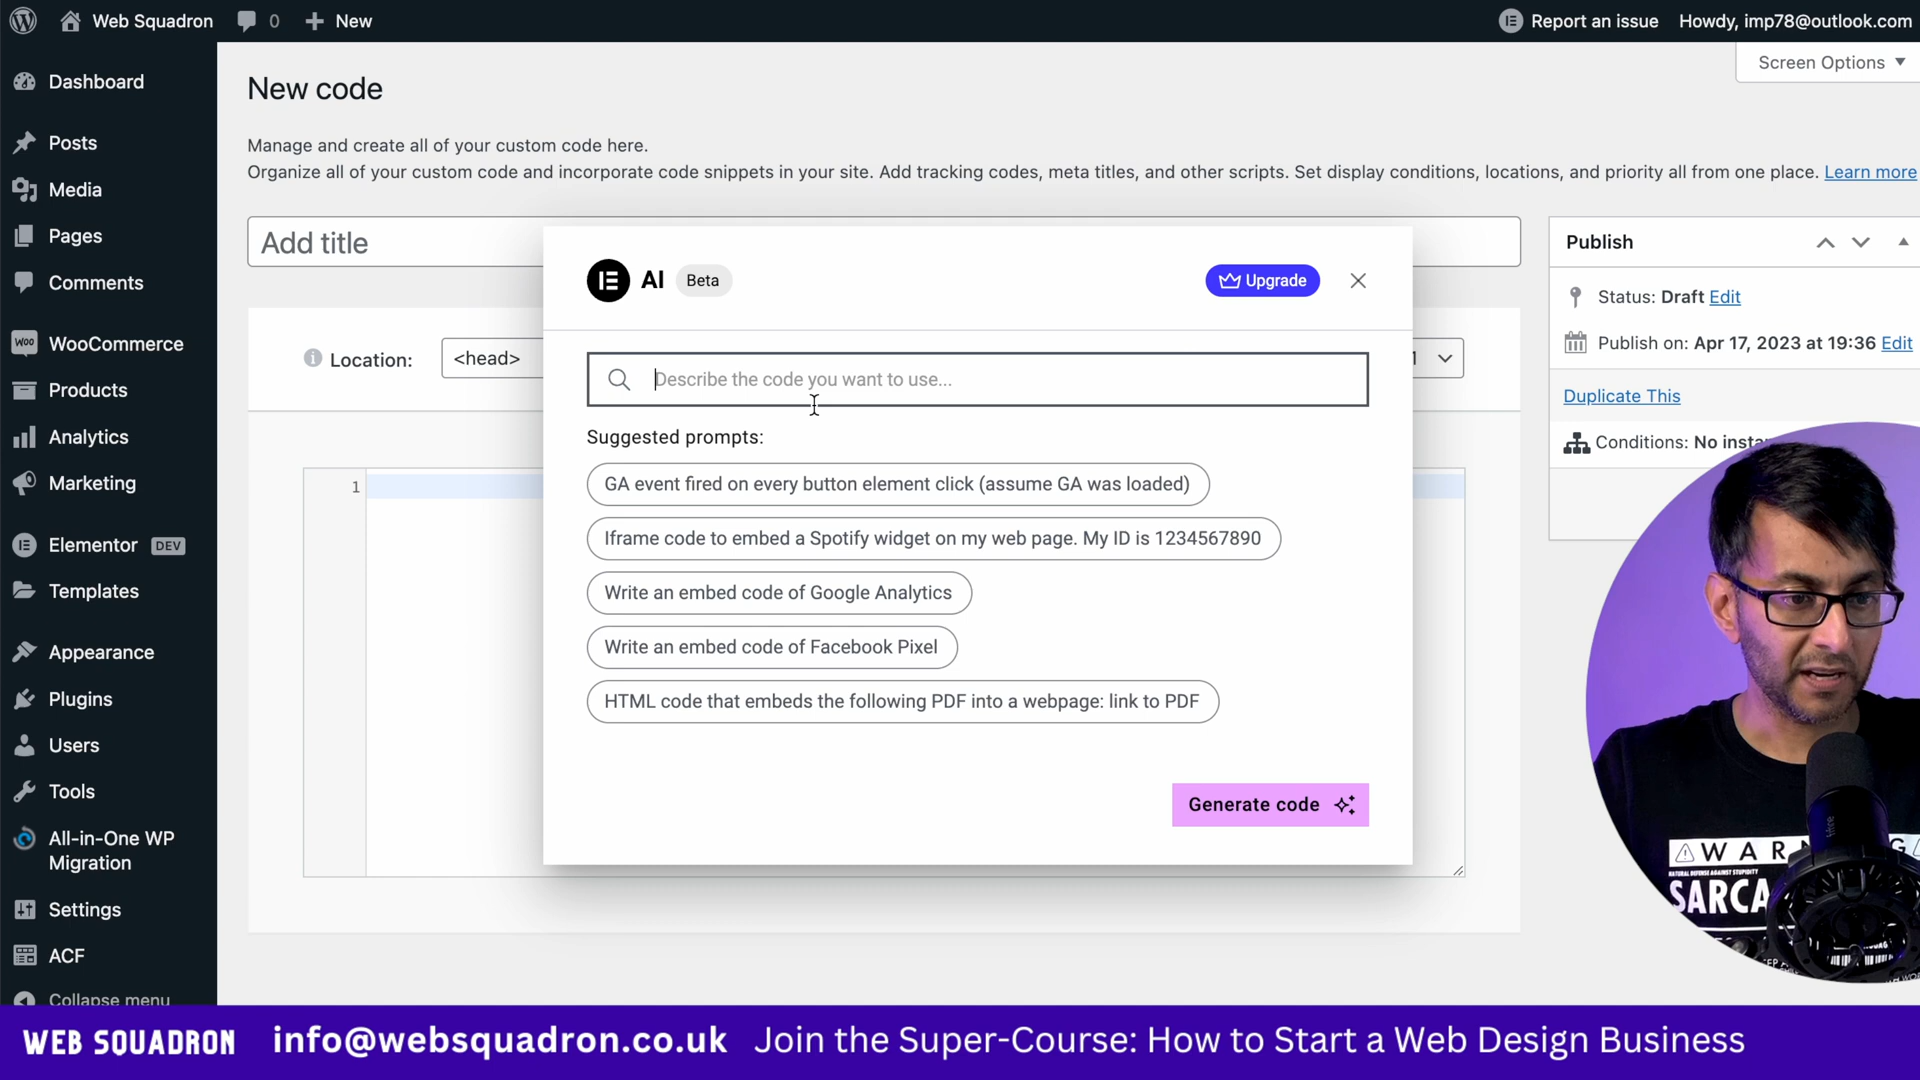 Web Squadron
0
New
Report an issue
Howdy, imp78@outlook.com
Dashboard
Posts
Media
Pages
Comments
WOO
WooCommerce
Products
Analytics
Marketing
Elementor DEV
Templates
Appearance
Plugins
Users
Tools
All-in-One WP
Migration
Settings
ACF
Collapse menu
Screen Options
New code
Manage and create all of your custom code here.
Organize all of your custom code and incorporate code snippets in your site. Add tracking codes, meta titles, and other scripts. Set display conditions, locations, and priority all from one place. Learn more
Add title
Location:
<head>
1
AI
Beta
Upgrade
Describe the code you want to use...
Suggested prompts:
GA event fired on every button element click (assume GA was loaded)
Iframe code to embed a Spotify widget on my web page. My ID is 1234567890
Write an embed code of Google Analytics
Write an embed code of Facebook Pixel
HTML code that embeds the following PDF into a webpage: link to PDF
Generate code
Publish
Status: Draft Edit
Publish on: Apr 17, 2023 at 19:36 Edit
Duplicate This
Conditions: No insta
WARN G
NATURAL DEFENSE AGAINST STUPIDITY
SARCA
WEB SQUADRON
info@websquadron.co.uk
Join the Super-Course: How to Start a Web Design Business